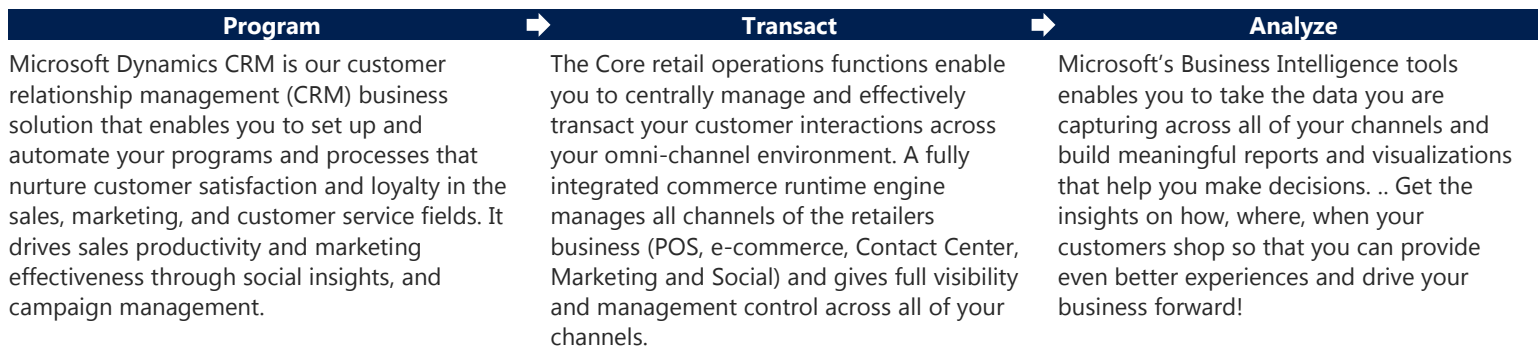 Program
Microsoft Dynamics CRM is our customer
relationship management (CRM) business
solution that enables you to set up and
automate your programs and processes that
nurture customer satisfaction and loyalty in the
sales, marketing, and customer service fields. It
drives sales productivity and marketing
effectiveness through social insights, and
campaign management.
Transact
The Core retail operations functions enable
you to centrally manage and effectively
transact your customer interactions across
your omni-channel environment. A fully
integrated commerce runtime engine
manages all channels of the retailers
business (POS, e-commerce, Contact Center,
Marketing and Social) and gives full visibility
and management control across all of your
channels.
Analyze
Microsoft’s Business Intelligence tools
enables you to take the data you are
capturing across all of your channels and
build meaningful reports and visualizations
that help you make decisions. .. Get the
insights on how, where, when your
customers shop so that you can provide
even better experiences and drive your
business forward!